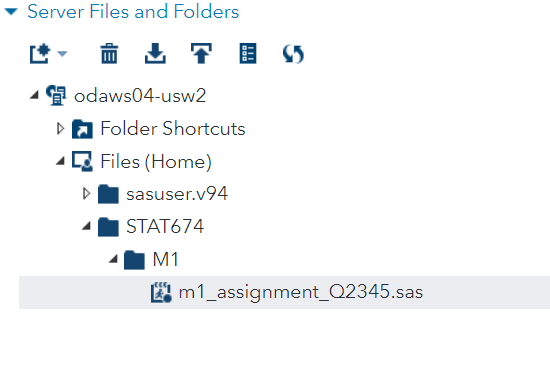 Server Files and Folders
odaws04-usw2
Folder Shortcuts
Files (Home)
sasuser.v94
STAT674
M1
m1_assignment_Q2345.sas